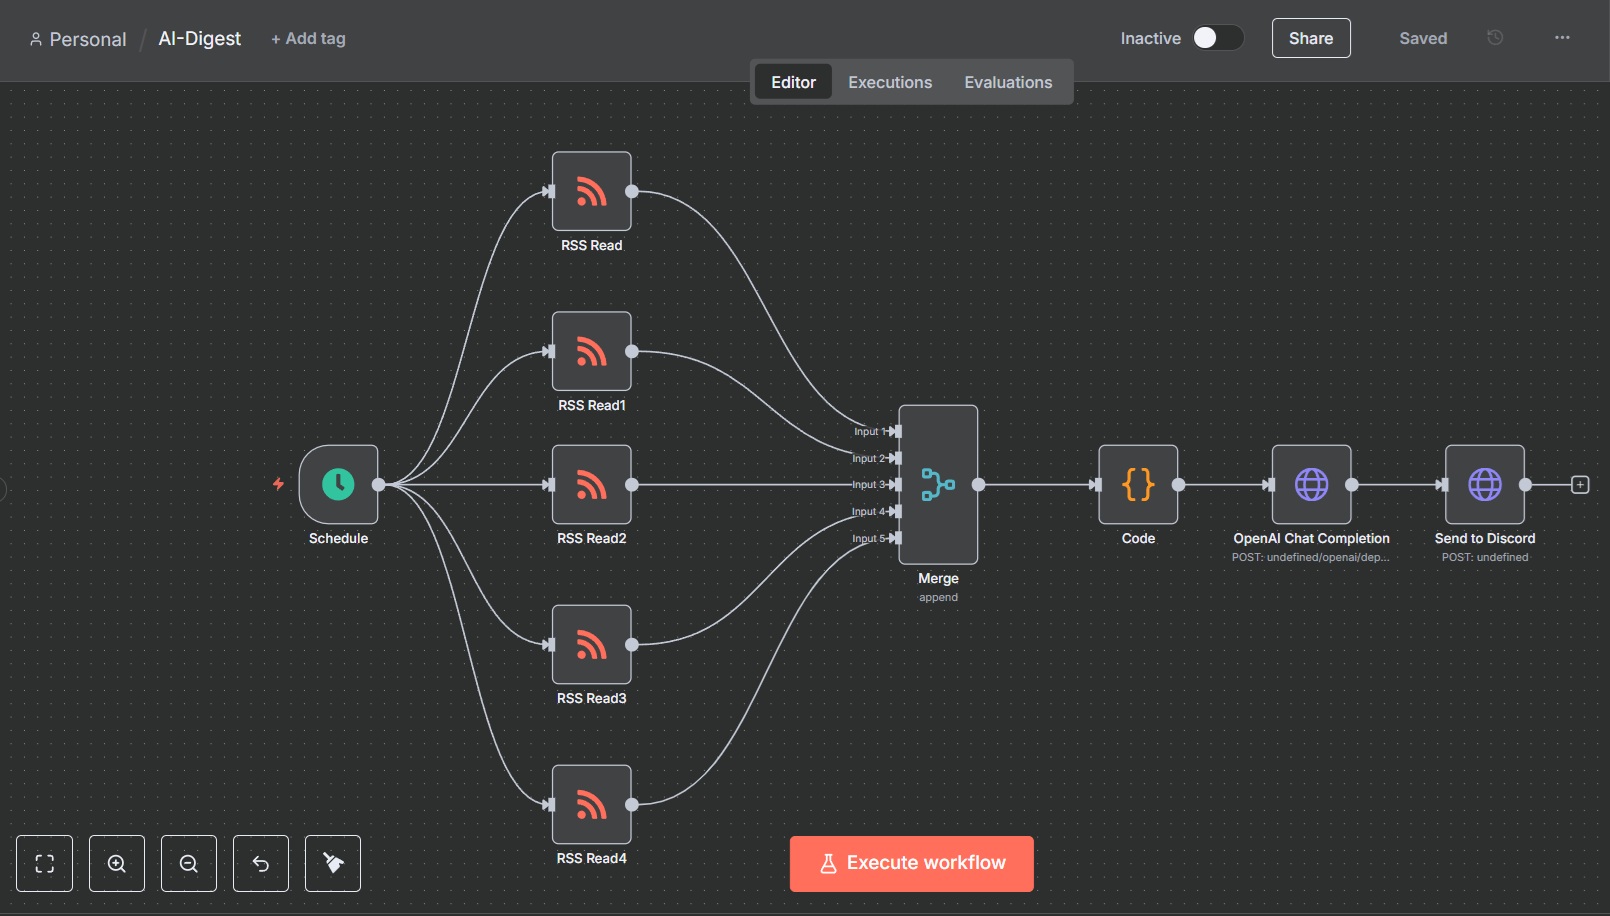 Personal / AI-Digest + Add tag
Inactive Share Saved
Editor Executions Evaluations
RSS Read
RSS Read1
Input 1
Input 2
Input 3
Input 4
Input 5
Schedule
RSS Read2
Merge
append
Code
OpenAI Chat Completion
POST: undefined/openai/dep...
Send to Discord
POST: undefined
RSS Read3
RSS Read4
Execute workflow